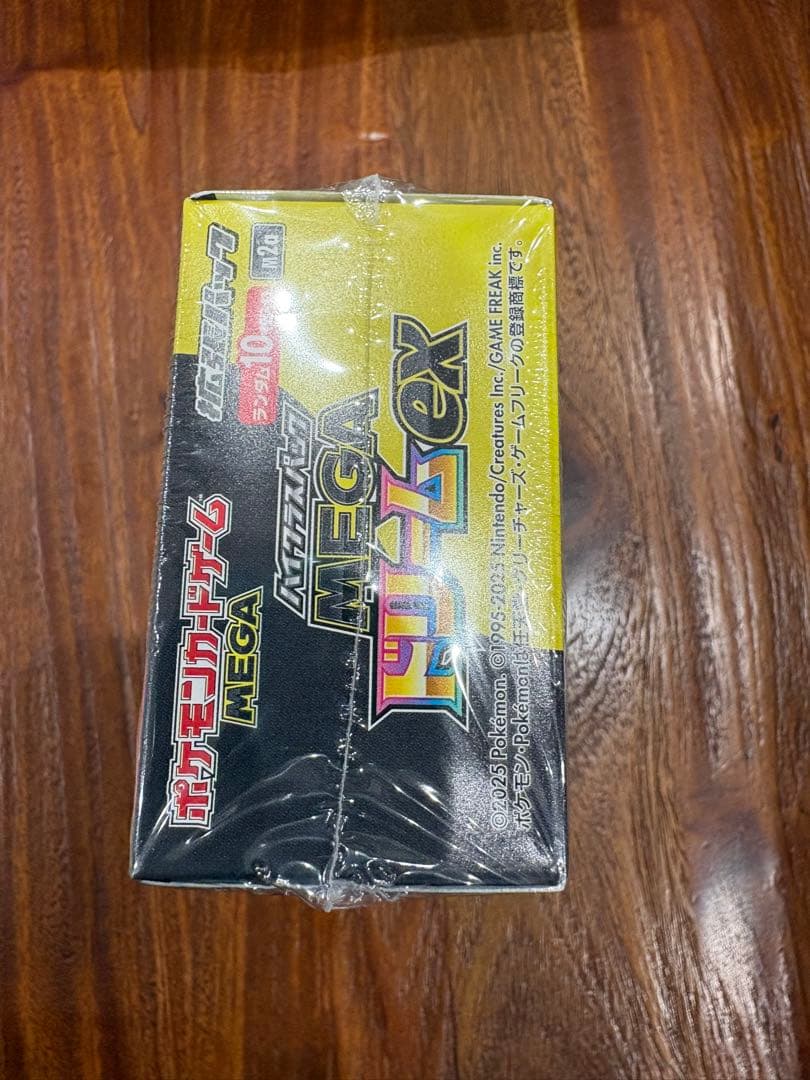 ポケモンカードゲーム
MEGA
拡張パック
ランダム10
M2a
ハイクラスパック
MEGA
ドリームex
©2025 Pokémon. ©1995-2025 Nintendo/Creatures Inc./GAME FREAK inc.
ポケモン・Pokémonは任天堂・クリーチャーズ・ゲームフリークの登録商標です。